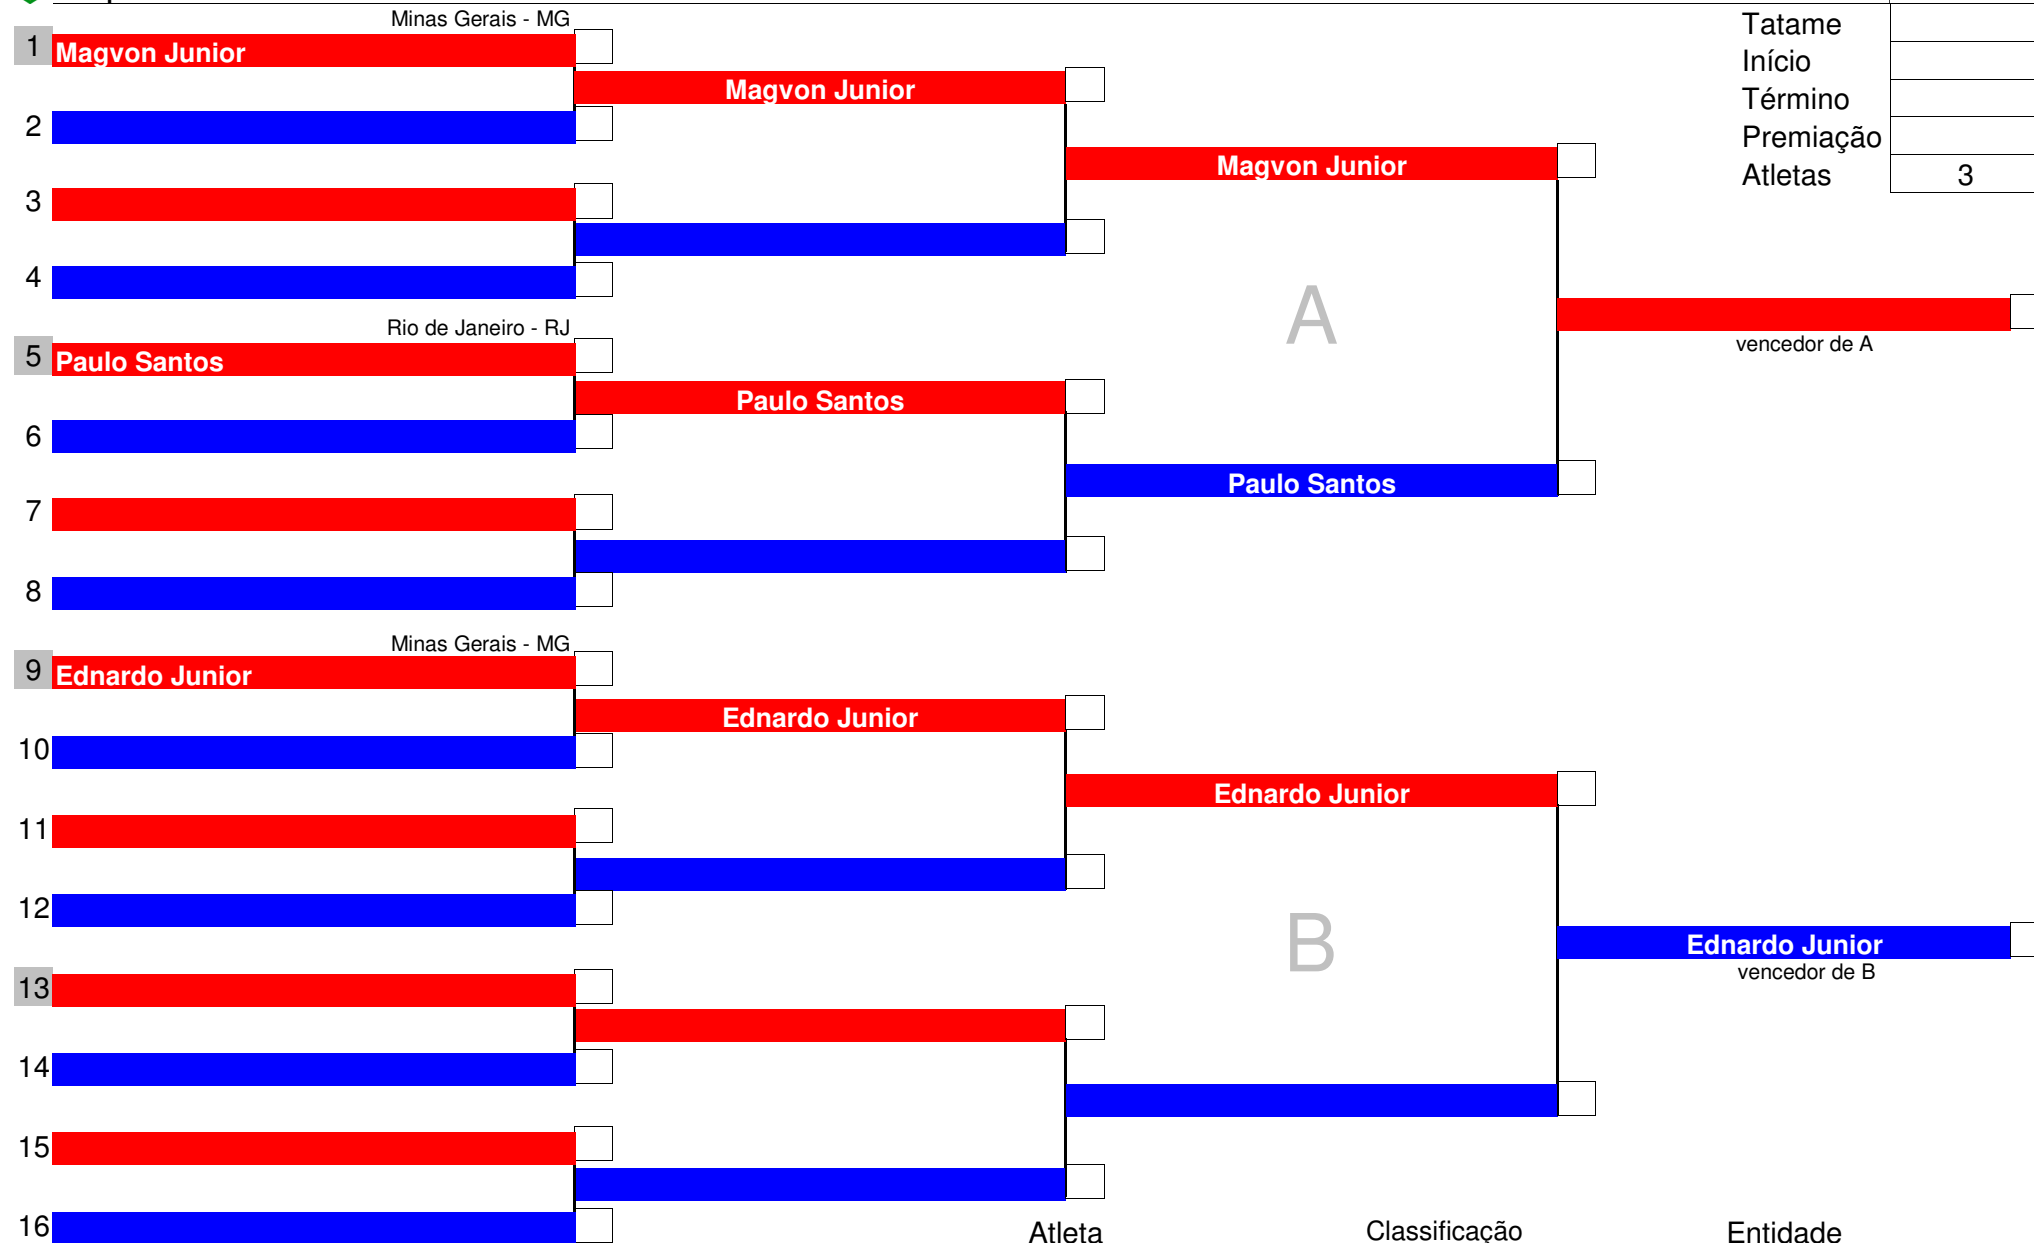 Minas Gerais - MG
1 Magvon Junior
Magvon Junior
2
Magvon Junior
3
4
Rio de Janeiro - RJ
5 Paulo Santos
Paulo Santos
6
Paulo Santos
7
8
A
vencedor de A
Minas Gerais - MG
9 Ednardo Junior
Ednardo Junior
10
Ednardo Junior
11
12
B
Ednardo Junior
vencedor de B
13
14
15
16
Tatame
Início
Término
Premiação
Atletas 3
Atleta Classificação Entidade